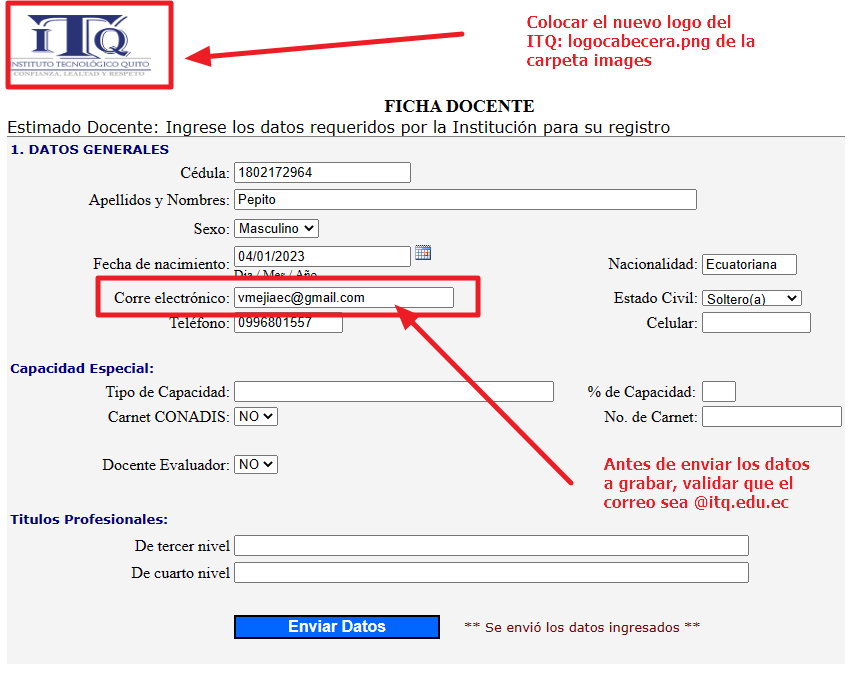 ITQ
INSTITUTO TECNOLÓGICO QUITO
CONFIANZA, LEALTAD Y RESPETO
Colocar el nuevo logo del
ITQ: logocabecera.png de la
carpeta images
FICHA DOCENTE
Estimado Docente: Ingrese los datos requeridos por la Institución para su registro
1. DATOS GENERALES
Cédula: 1802172964
Apellidos y Nombres: Pepito
Sexo: Masculino
Fecha de nacimiento: 04/01/2023
Dia / Mes / Año
Nacionalidad: Ecuatoriana
Corre electrónico: vmejiaec@gmail.com
Estado Civil: Soltero(a)
Teléfono: 0996801557
Celular:
Capacidad Especial:
Tipo de Capacidad:
% de Capacidad:
Carnet CONADIS: NO
No. de Carnet:
Docente Evaluador: NO
Antes de enviar los datos
a grabar, validar que el
correo sea @itq.edu.ec
Titulos Profesionales:
De tercer nivel
De cuarto nivel
Enviar Datos
** Se envió los datos ingresados **